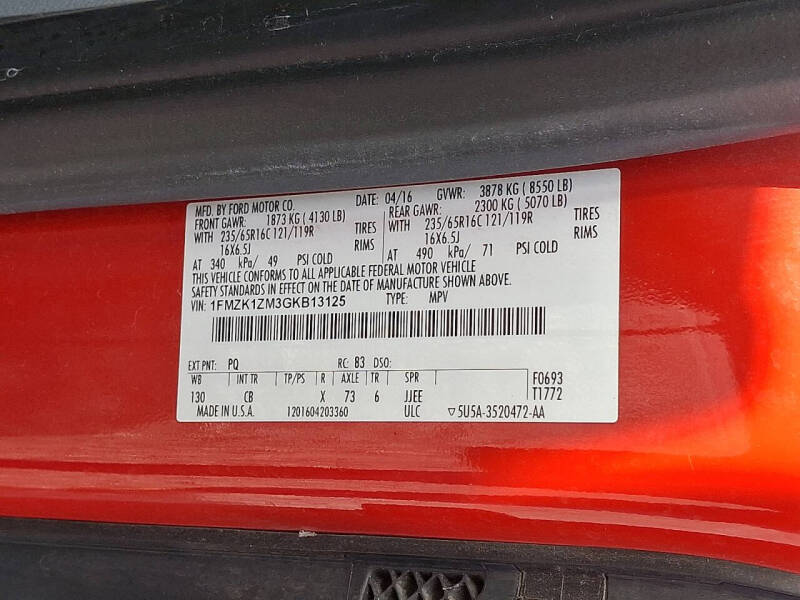 MFD. BY FORD MOTOR CO. DATE: 04/16 GVWR: 3878 KG ( 8550 LB)
FRONT GAWR: 1873 KG ( 4130 LB) REAR GAWR: 2300 KG ( 5070 LB)
WITH 235/65R16C 121/119R TIRES WITH 235/65R16C 121/119R TIRES
16X6.5J RIMS 16X6.5J RIMS
AT 340 kPa/ 49 PSI COLD AT 490 kPa/ 71 PSI COLD
THIS VEHICLE CONFORMS TO ALL APPLICABLE FEDERAL MOTOR VEHICLE
SAFETY STANDARDS IN EFFECT ON THE DATE OF MANUFACTURE SHOWN ABOVE.
VIN: 1FMZK1ZM3GKB13125 TYPE: MPV
EXT PNT: PQ RC: 83 DSO:
WB INT TR TP/PS R AXLE TR SPR F0693
130 CB X 73 6 JJEE T1772
MADE IN U.S.A. 1201604203360 ULC ▽5U5A-3520472-AA